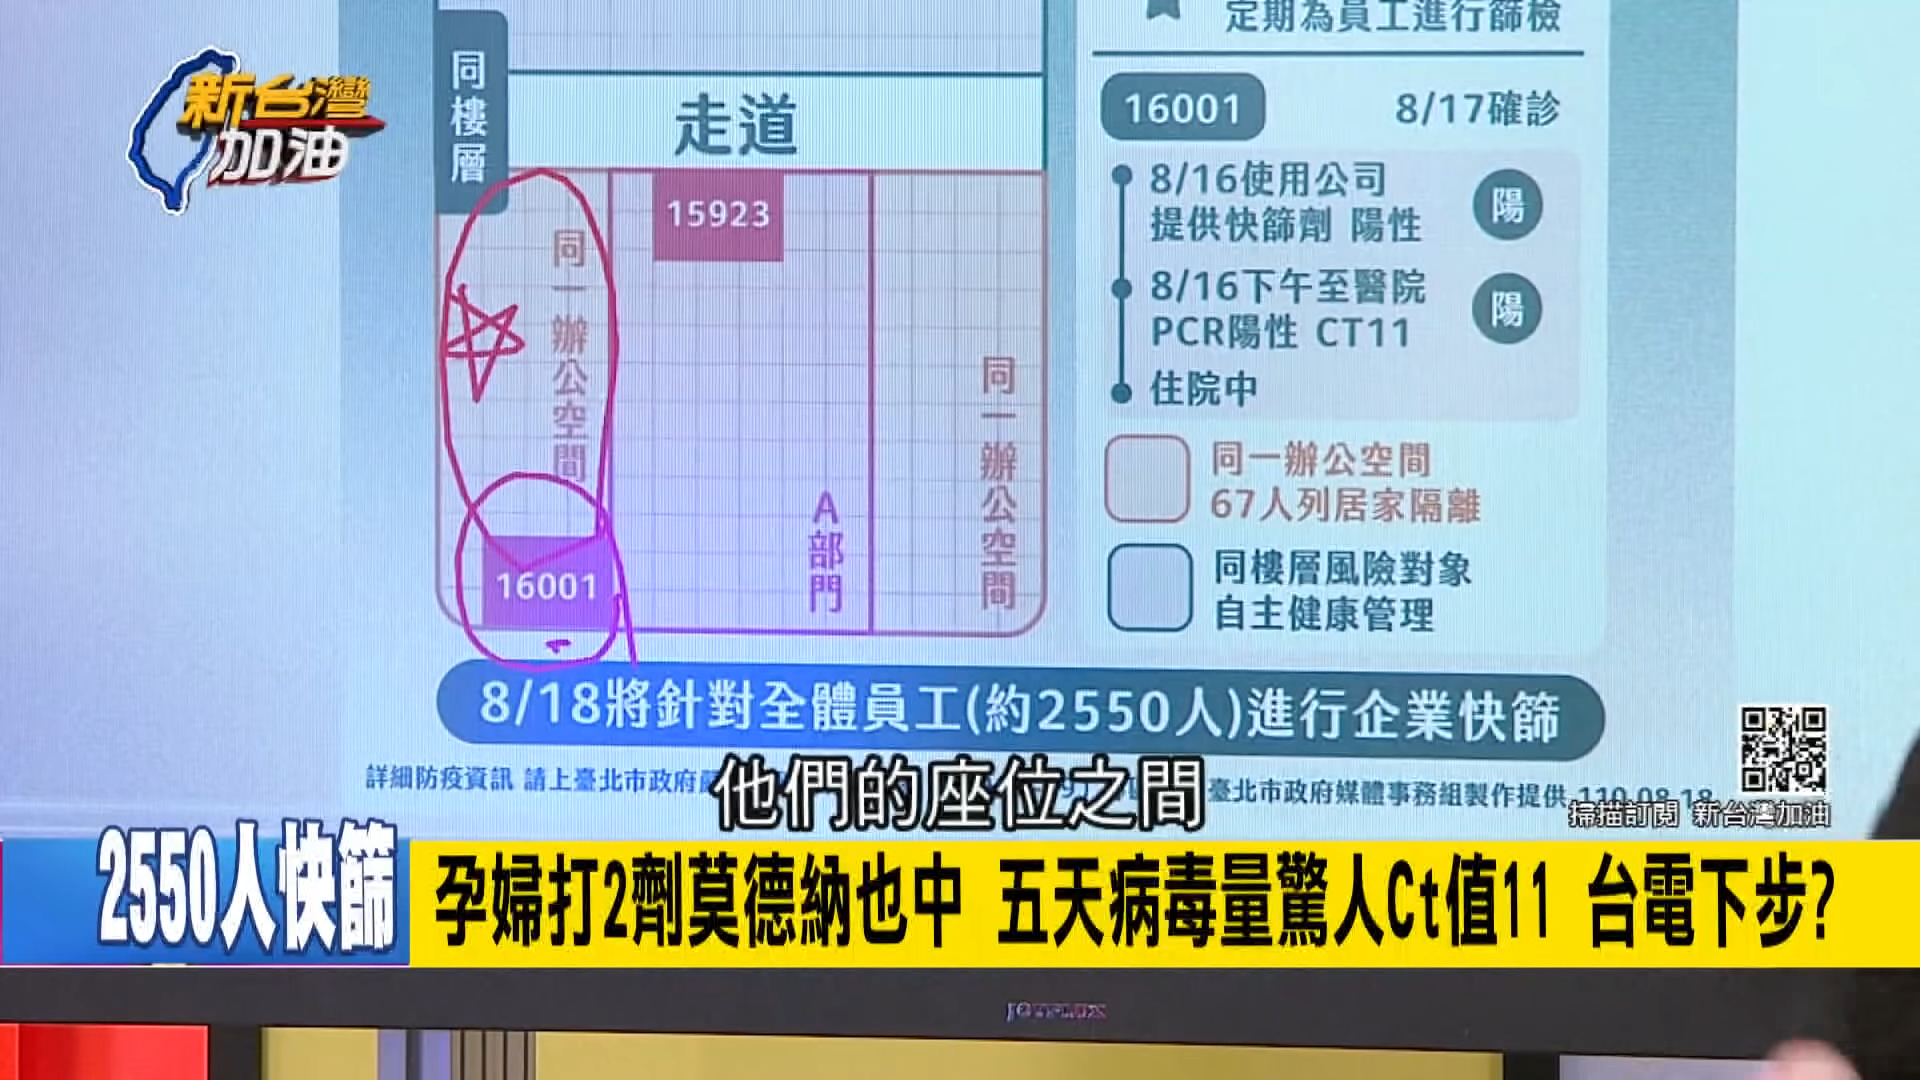 定期為員工進行篩檢
新台灣
加油
同樓層
走道
16001
8/17確診
8/16使用公司
提供快篩劑 陽性
陽
8/16下午至醫院
PCR陽性 CT11
陽
住院中
15923
同一辦公空間
A部門
同一辦公空間
16001
同一辦公空間
67人列居家隔離
同樓層風險對象
自主健康管理
8/18將針對全體員工(約2550人)進行企業快篩
詳細防疫資訊 請上臺北市政府
臺北市政府媒體事務組製作提供 110.08.18
他們的座位之間
掃描訂閱 新台灣加油
2550人快篩
孕婦打2劑莫德納也中 五天病毒量驚人Ct值11 台電下步?